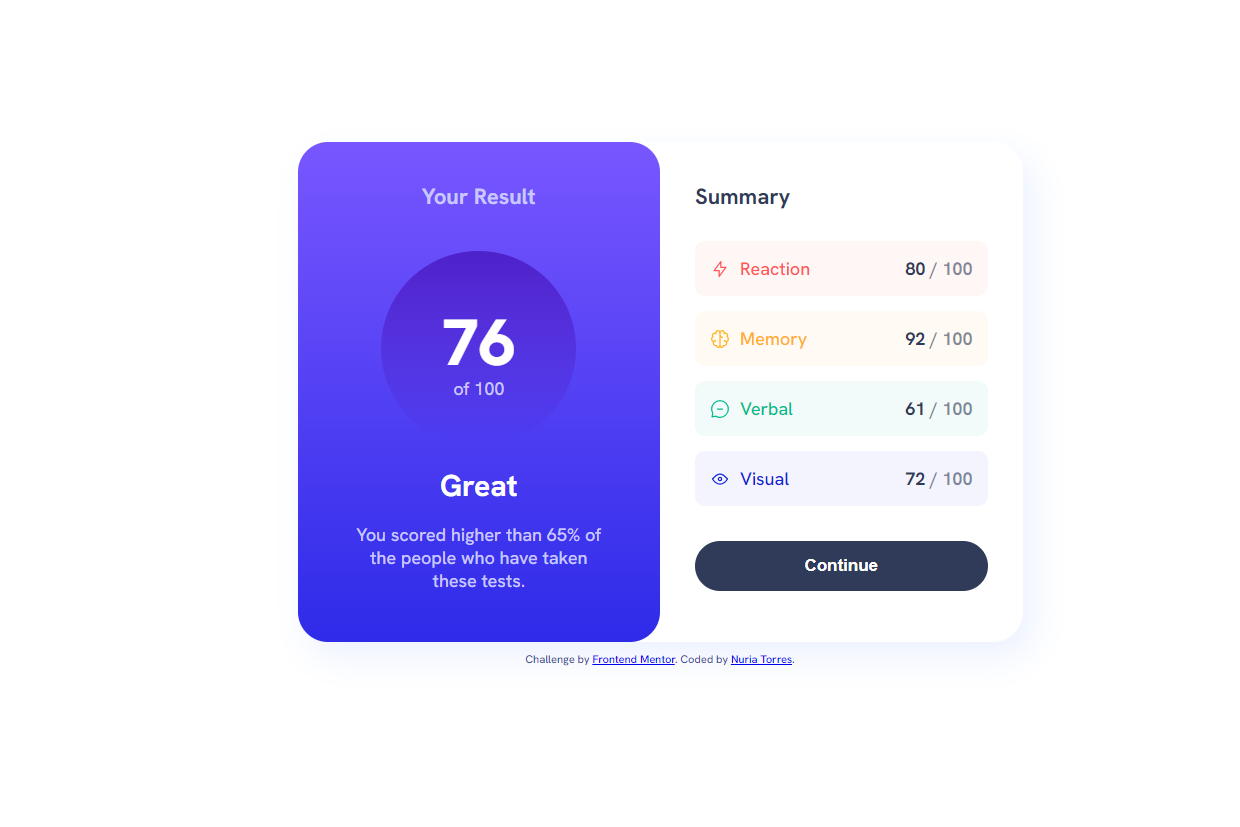 Your Result
76
of 100
Great
You scored higher than 65% of
the people who have taken
these tests.
Summary
Reaction 80 / 100
Memory 92 / 100
Verbal 61 / 100
Visual 72 / 100
Continue
Challenge by Frontend Mentor. Coded by Nuria Torres.